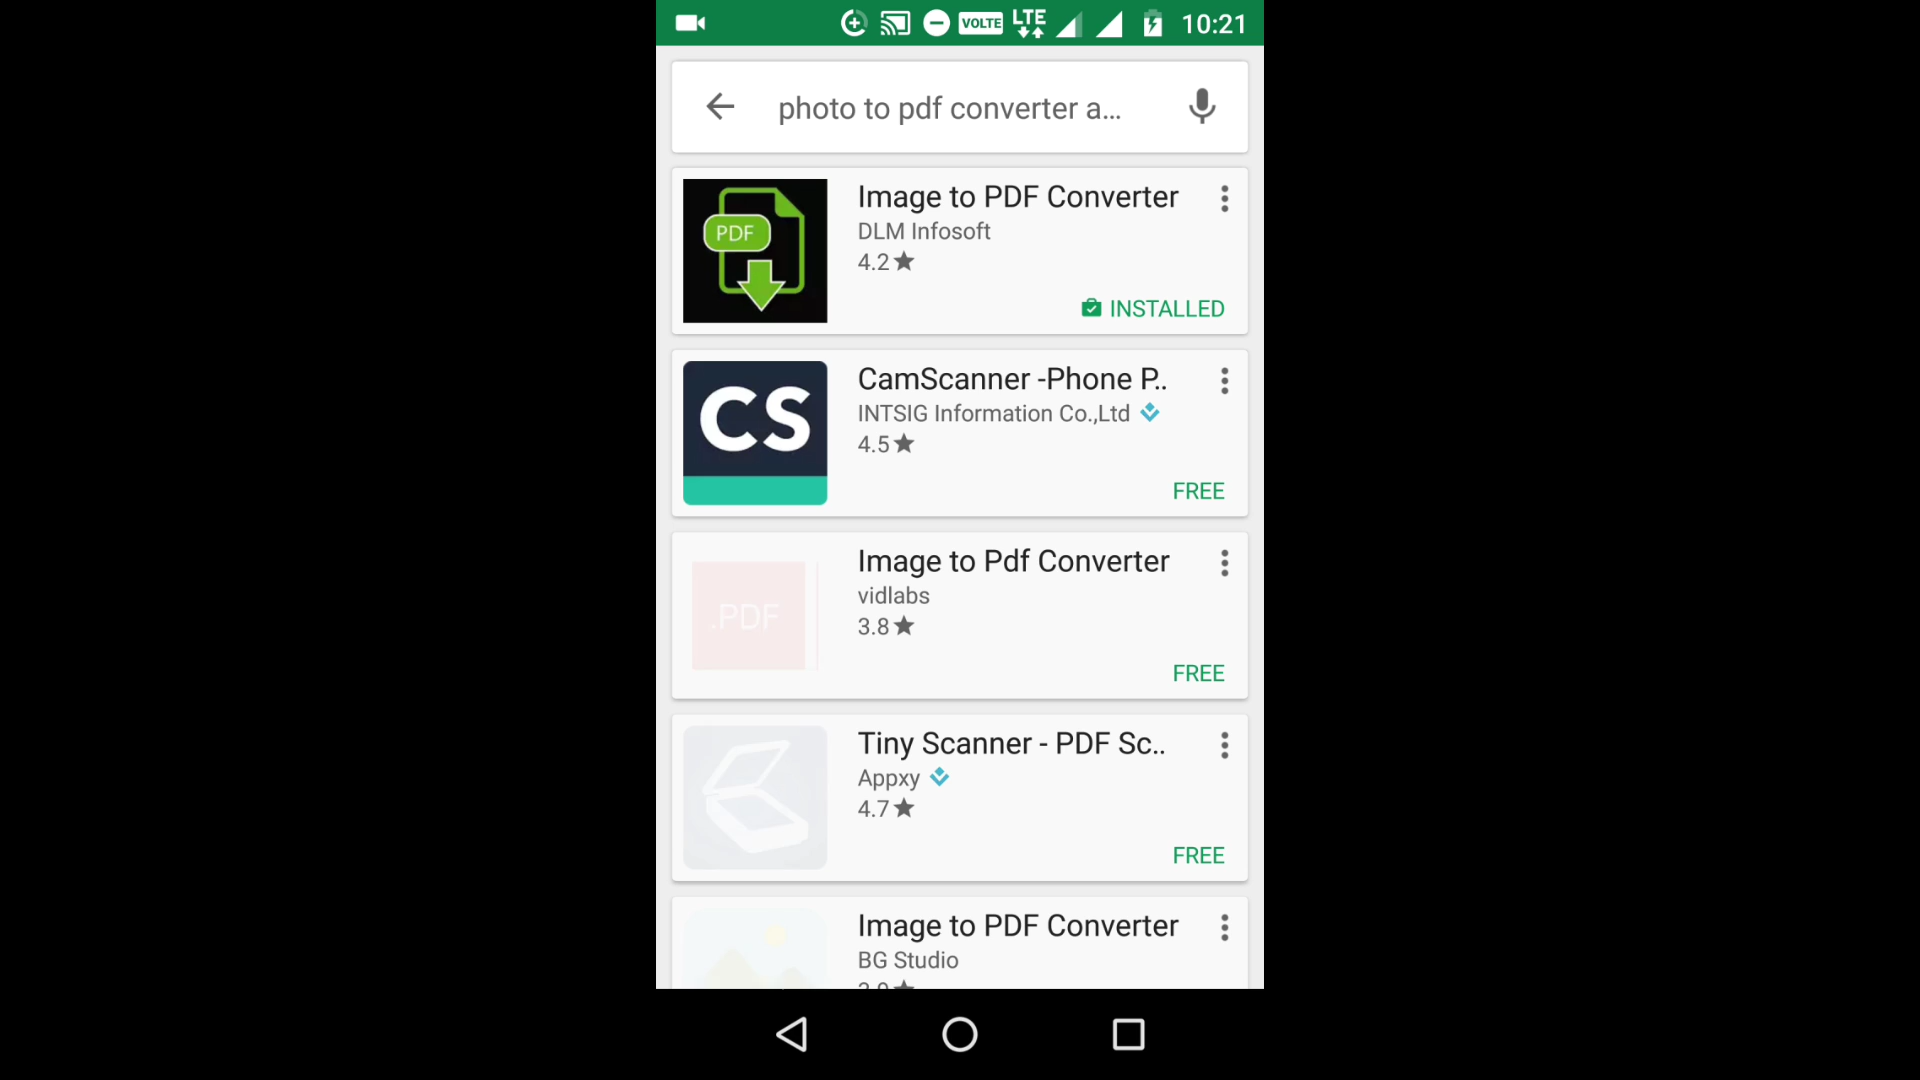 VOLTE LTE 10:21
photo to pdf converter a...
PDF
Image to PDF Converter
DLM Infosoft
4.2★
INSTALLED
CS
CamScanner -Phone P..
INTSIG Information Co.,Ltd
4.5★
FREE
.PDF
Image to Pdf Converter
vidlabs
3.8★
FREE
Tiny Scanner - PDF Sc..
Appxy
4.7★
FREE
Image to PDF Converter
BG Studio